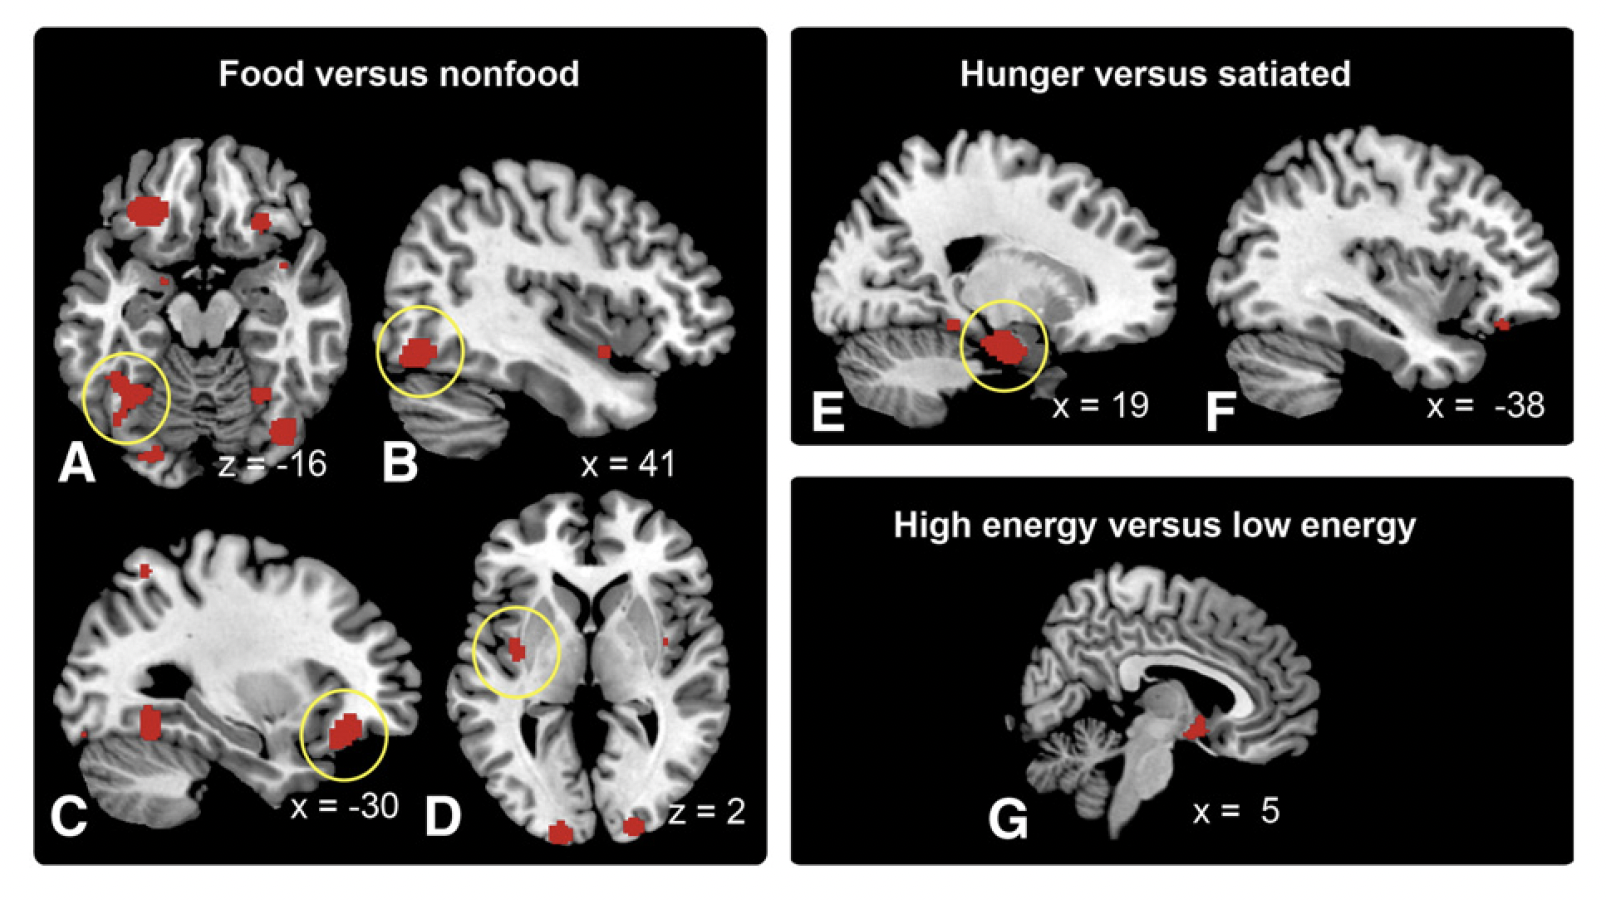 Food versus nonfood
A
z = -16
B
x = 41
C
x = -30
D
z = 2
Hunger versus satiated
E
x = 19
F
x = -38
High energy versus low energy
G
x = 5